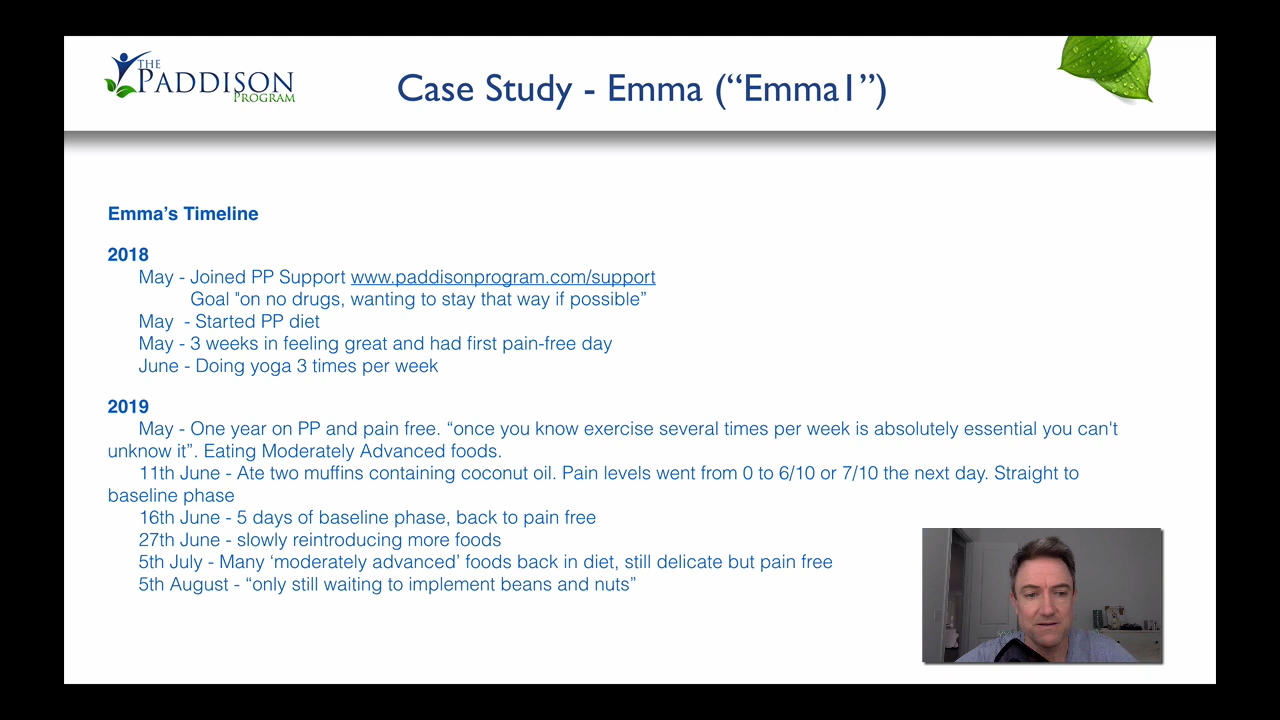 THE
PADDISON
PROGRAM
Case Study - Emma (“Emma1”)
Emma’s Timeline
2018
May - Joined PP Support www.paddisonprogram.com/support
Goal "on no drugs, wanting to stay that way if possible”
May  - Started PP diet
May - 3 weeks in feeling great and had first pain-free day
June - Doing yoga 3 times per week
2019
May - One year on PP and pain free. “once you know exercise several times per week is absolutely essential you can't
unknow it”. Eating Moderately Advanced foods.
11th June - Ate two muffins containing coconut oil. Pain levels went from 0 to 6/10 or 7/10 the next day. Straight to
baseline phase
16th June - 5 days of baseline phase, back to pain free
27th June - slowly reintroducing more foods
5th July - Many ‘moderately advanced’ foods back in diet, still delicate but pain free
5th August - “only still waiting to implement beans and nuts”